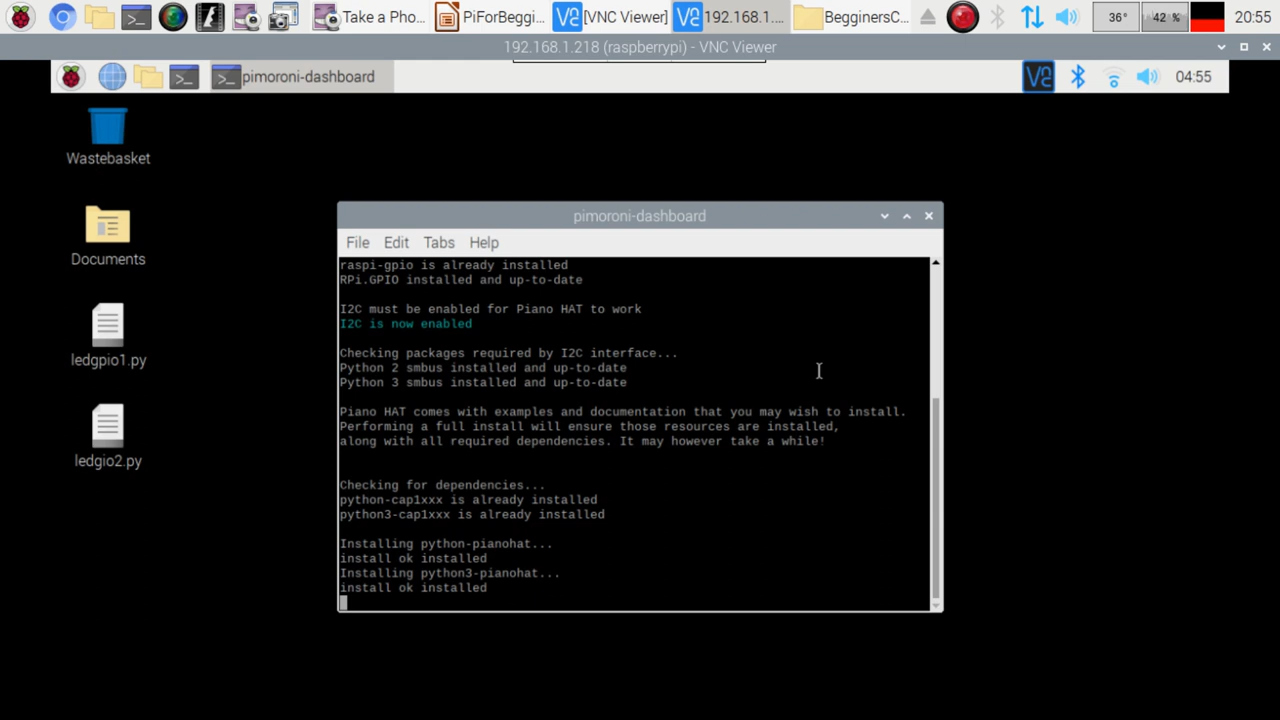 Take a Pho...
PiForBeggi...
[VNC Viewer]
192.168.1....
BegginersC...
36°
42 %
20:55
192.168.1.218 (raspberrypi) - VNC Viewer
pimoroni-dashboard
04:55
Wastebasket
Documents
ledgpio1.py
ledgio2.py
pimoroni-dashboard
File Edit Tabs Help
raspi-gpio is already installed
RPi.GPIO installed and up-to-date
I2C must be enabled for Piano HAT to work
I2C is now enabled
Checking packages required by I2C interface...
Python 2 smbus installed and up-to-date
Python 3 smbus installed and up-to-date
Piano HAT comes with examples and documentation that you may wish to install.
Performing a full install will ensure those resources are installed,
along with all required dependencies. It may however take a while!
Checking for dependencies...
python-cap1xxx is already installed
python3-cap1xxx is already installed
Installing python-pianohat...
install ok installed
Installing python3-pianohat...
install ok installed